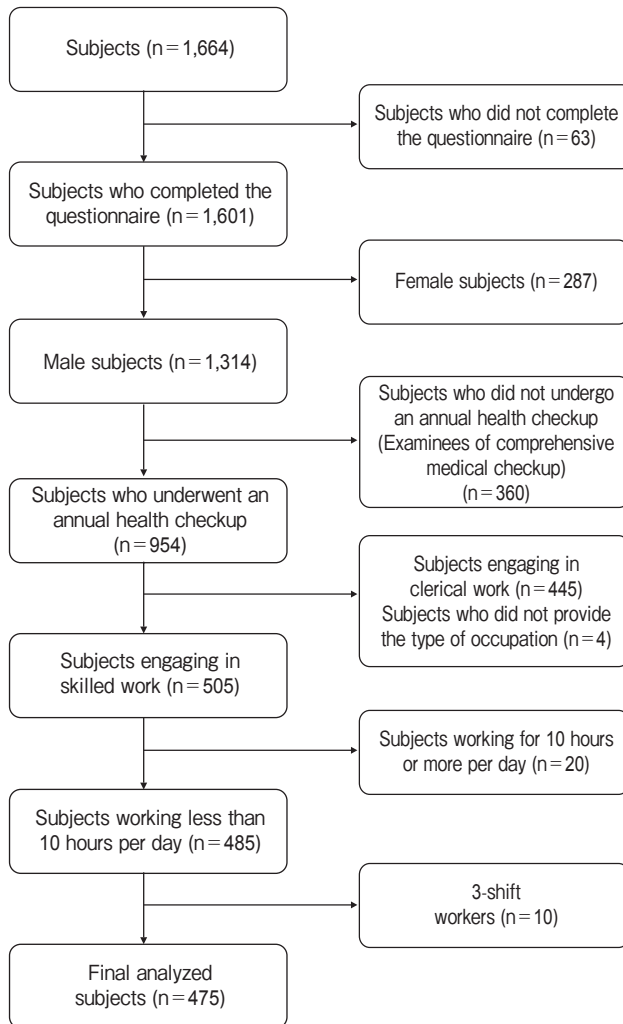 Subjects (n=1,664)
Subjects who did not complete
the questionnaire (n=63)
Subjects who completed the
questionnaire (n=1,601)
Female subjects (n=287)
Male subjects (n=1,314)
Subjects who did not undergo
an annual health checkup
(Examinees of comprehensive
medical checkup)
(n=360)
Subjects who underwent an
annual health checkup
(n=954)
Subjects engaging in
clerical work (n=445)
Subjects who did not provide
the type of occupation (n=4)
Subjects engaging in
skilled work (n=505)
Subjects working for 10 hours
or more per day (n=20)
Subjects working less than
10 hours per day (n=485)
3-shift
workers (n=10)
Final analyzed
subjects (n=475)